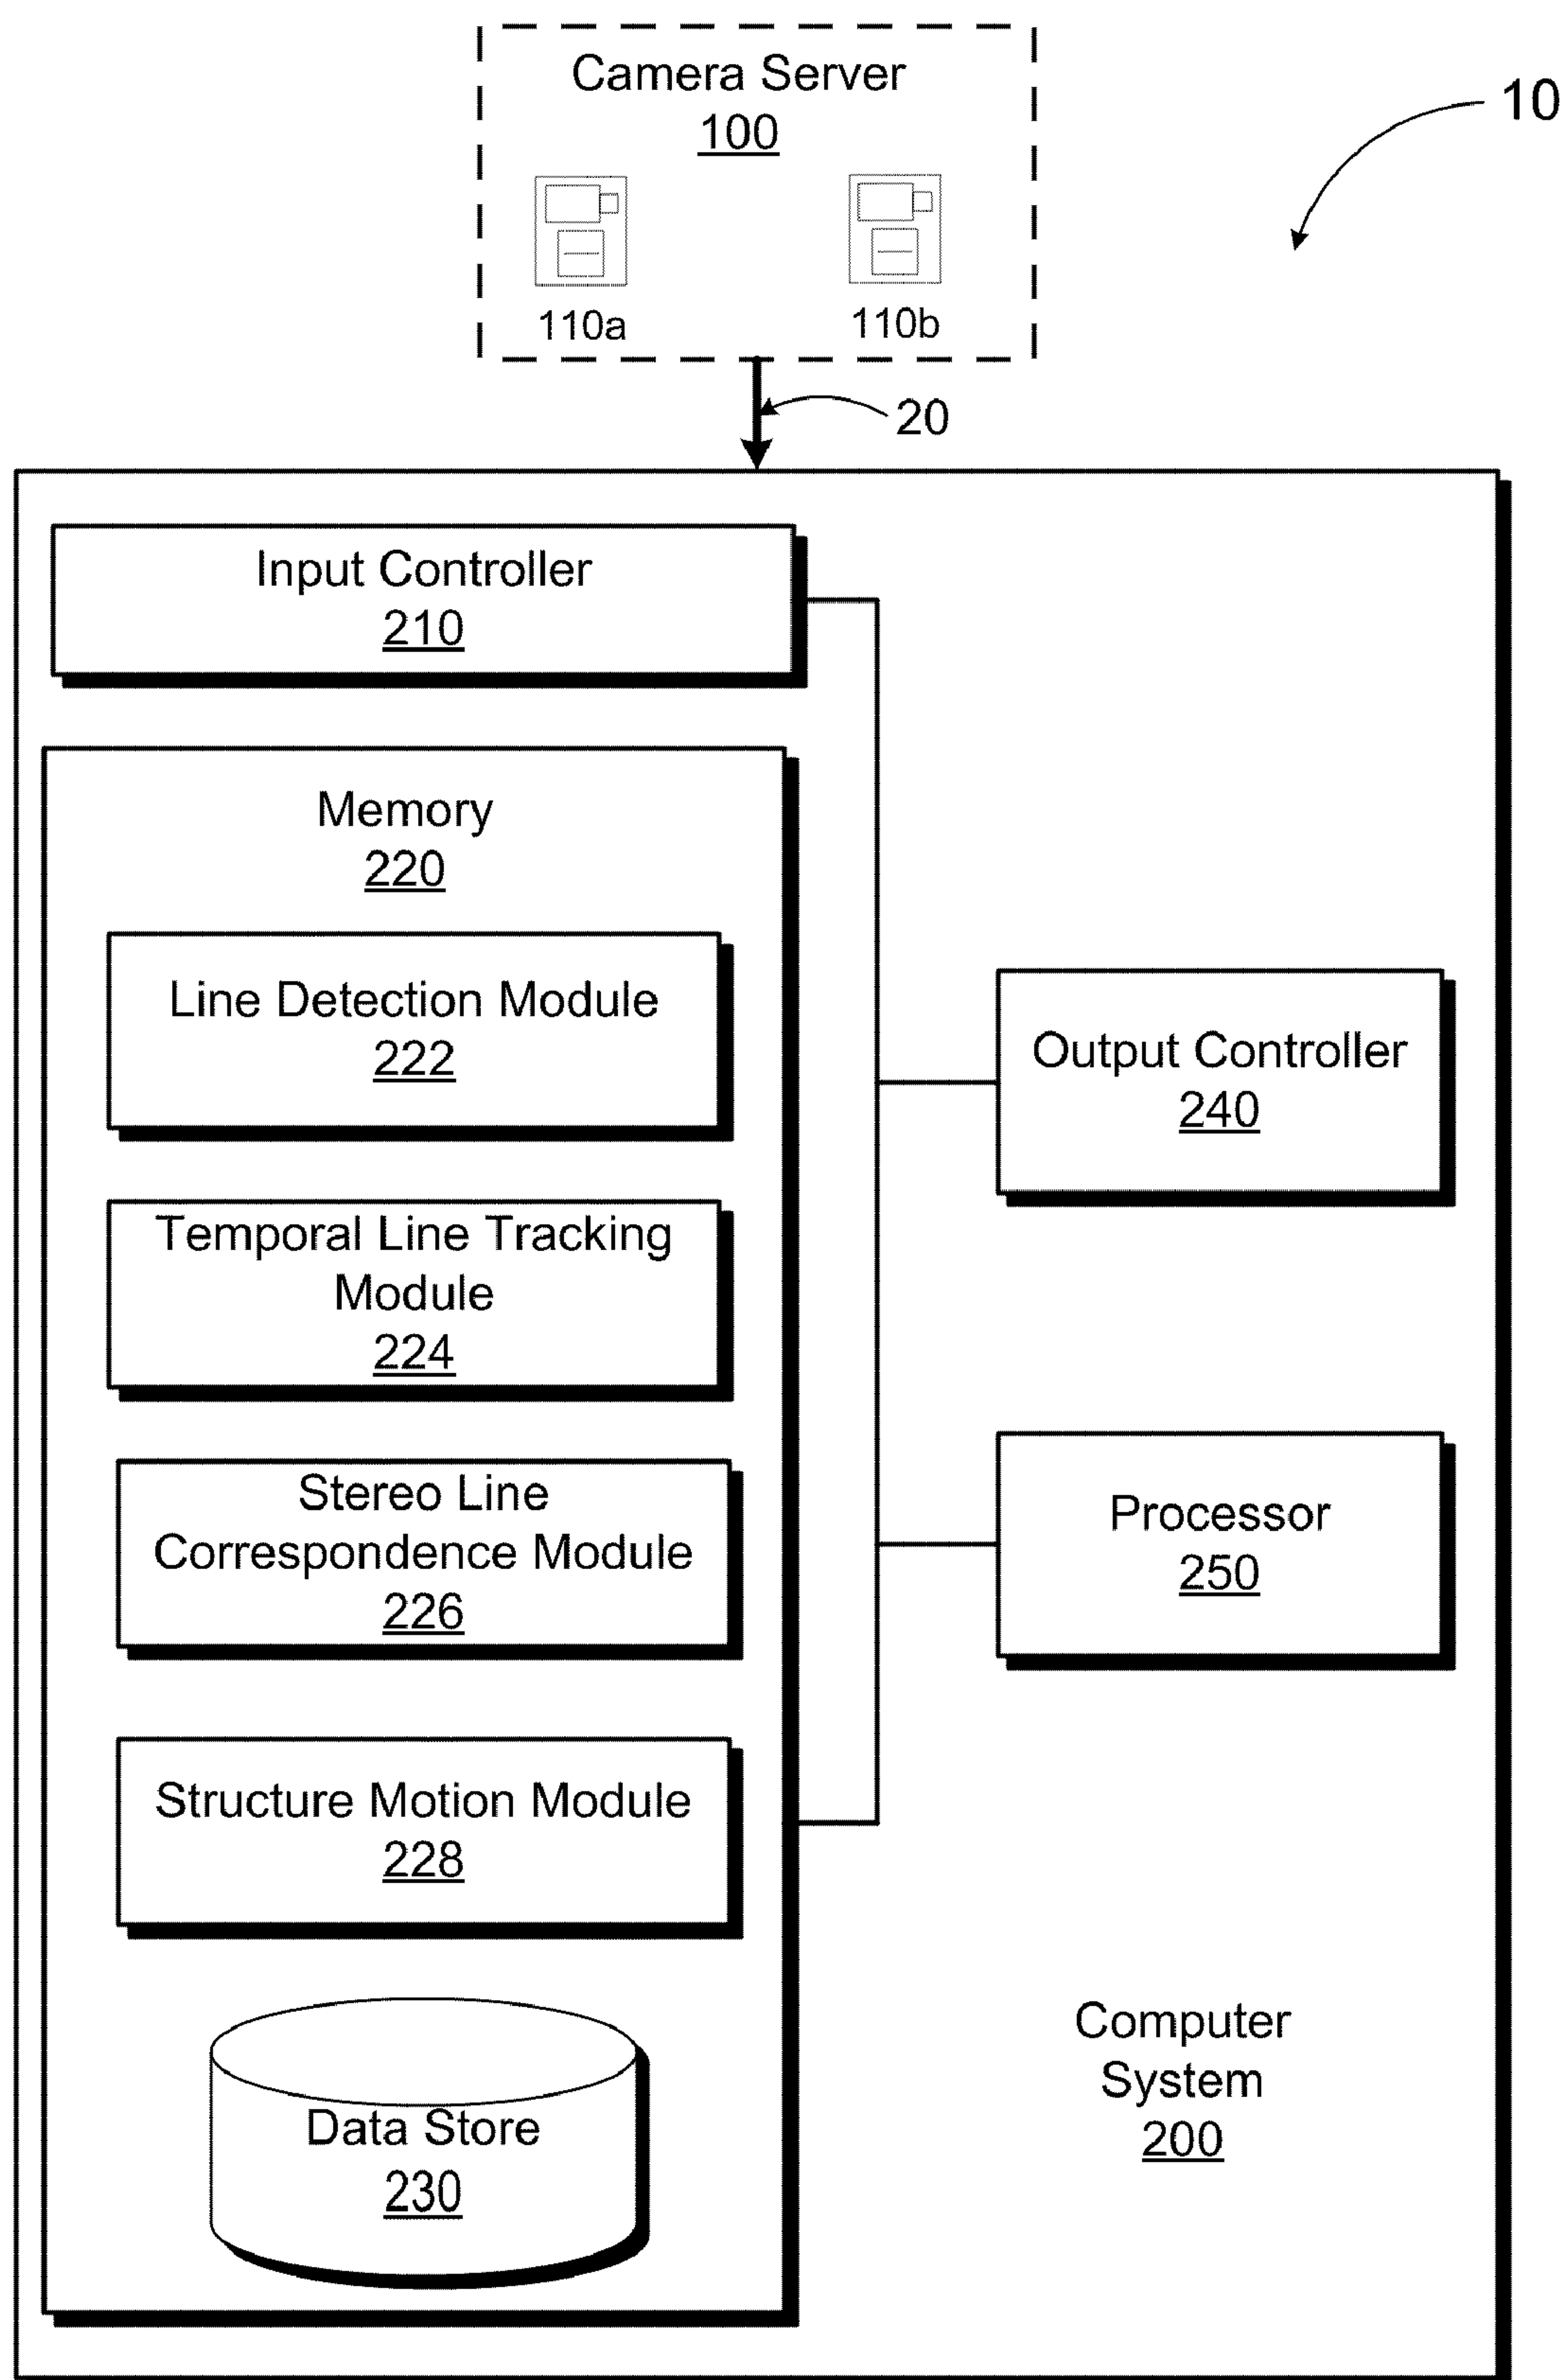 Camera Server
100
10
110a
110b
20
Input Controller
210
Memory
220
Line Detection Module
222
Temporal Line Tracking
Module
224
Stereo Line
Correspondence Module
226
Structure Motion Module
228
Data Store
230
Output Controller
240
Processor
250
Computer
System
200